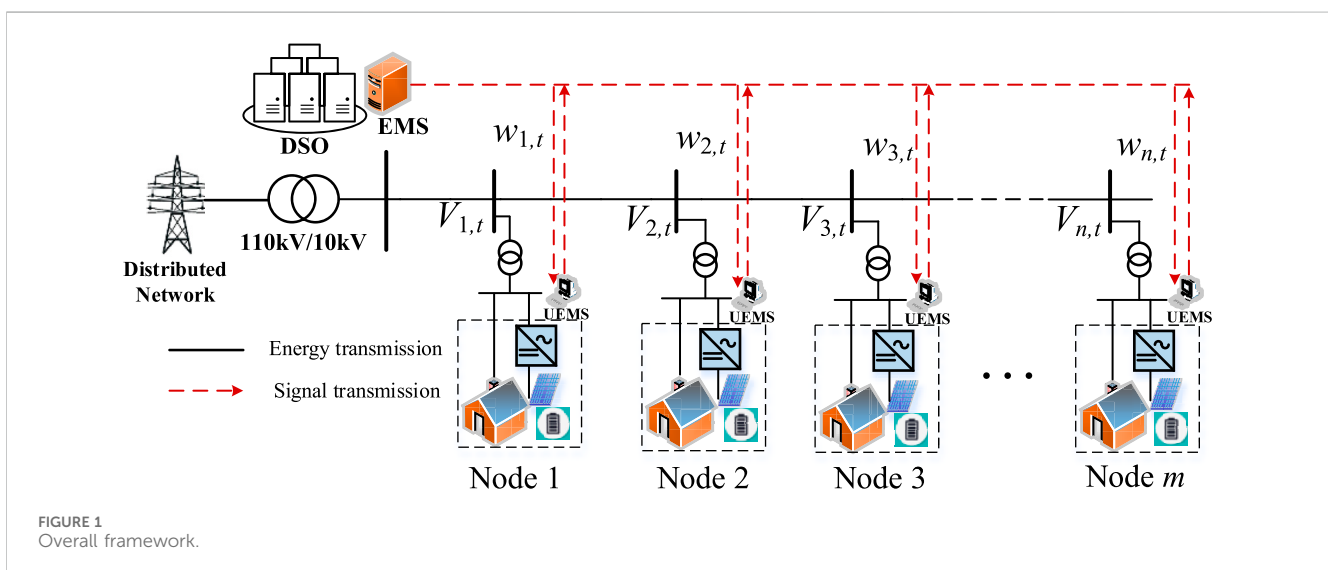 EMS
DSO
w1,t
w2,t
w3,t
wn,t
V1,t
V2,t
V3,t
Vn,t
110kV/10kV
Distributed
Network
UEMS
UEMS
UEMS
UEMS
Energy transmission
Signal transmission
...
Node 1
Node 2
Node 3
Node m
FIGURE 1
Overall framework.